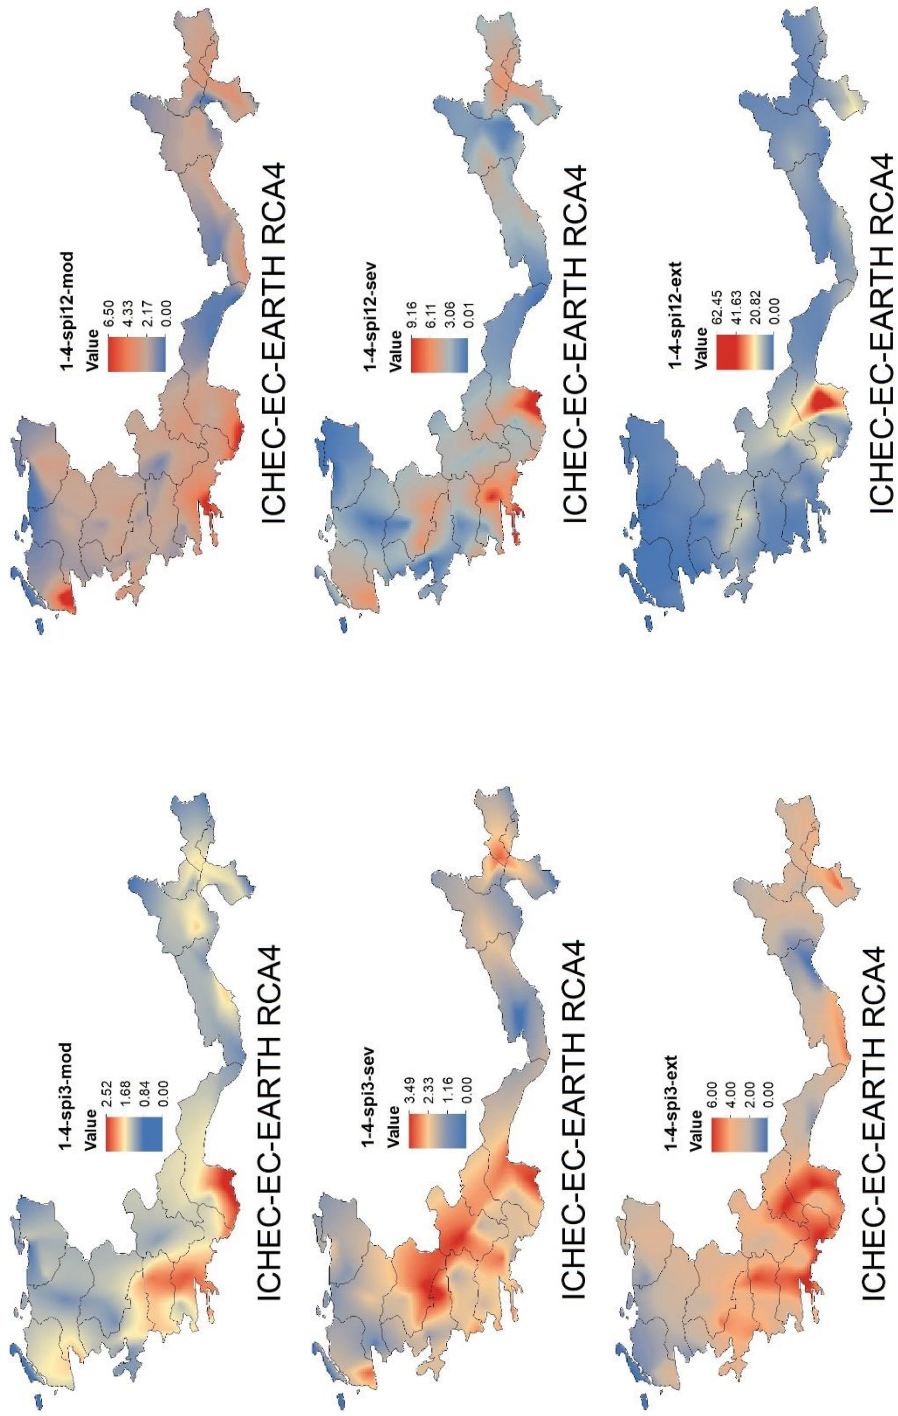 1-4-spi3-mod
Value
2.52
1.68
0.84
0.00
ICHEC-EC-EARTH RCA4
1-4-spi12-mod
Value
6.50
4.33
2.17
0.00
ICHEC-EC-EARTH RCA4
1-4-spi3-sev
Value
3.49
2.33
1.16
0.00
ICHEC-EC-EARTH RCA4
1-4-spi12-sev
Value
9.16
6.11
3.06
0.01
ICHEC-EC-EARTH RCA4
1-4-spi3-ext
Value
6.00
4.00
2.00
0.00
ICHEC-EC-EARTH RCA4
1-4-spi12-ext
Value
62.45
41.63
20.82
0.00
ICHEC-EC-EARTH RCA4